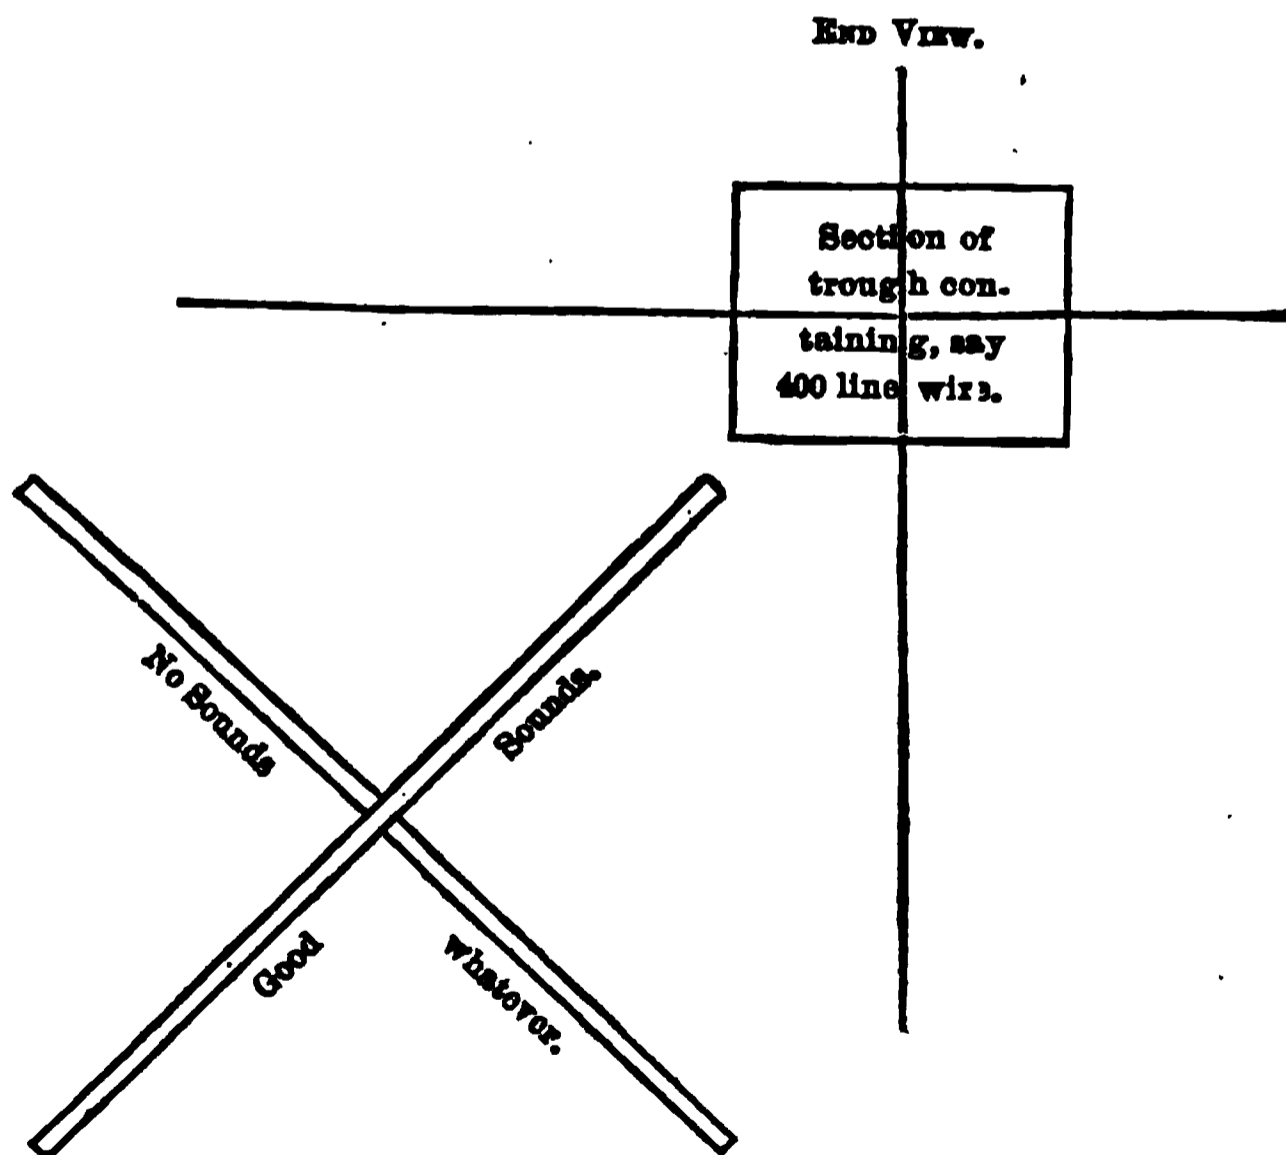 END VIEW.
Section of
trough con-
taining, say
400 line wire.
No Sounds
whatever.
Good
Sounds.